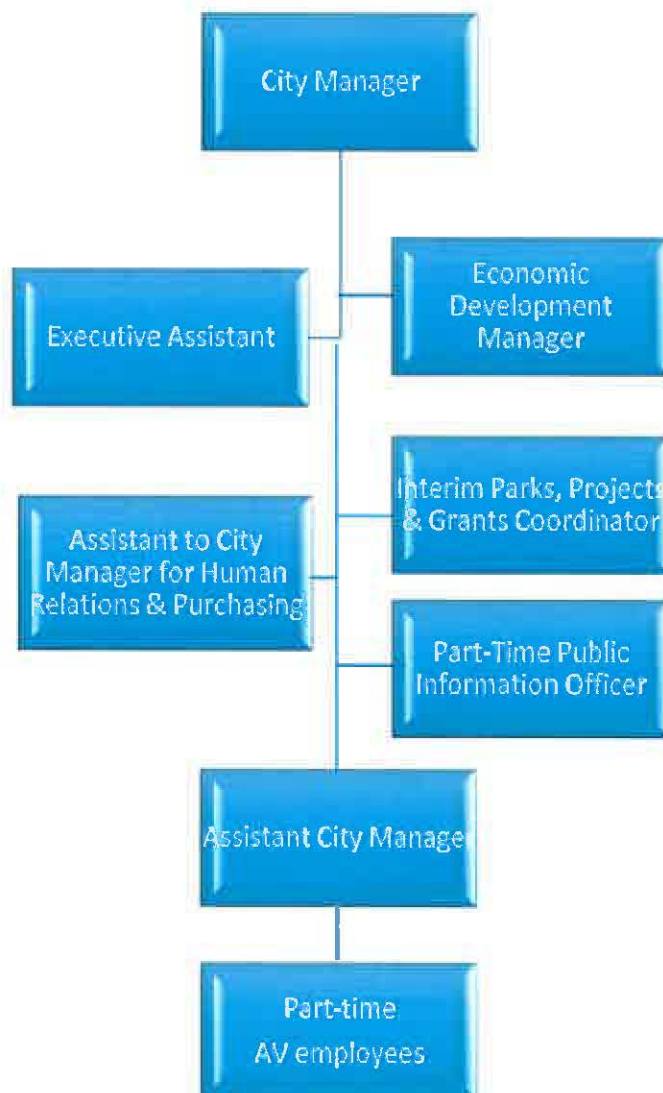 City Manager
Economic
Development
Manager
Executive Assistant
Interim Parks, Projects
& Grants Coordinator
Assistant to City
Manager for Human
Relations & Purchasing
Part-Time Public
Information Officer
Assistant City Manager
Part-time
AV employees